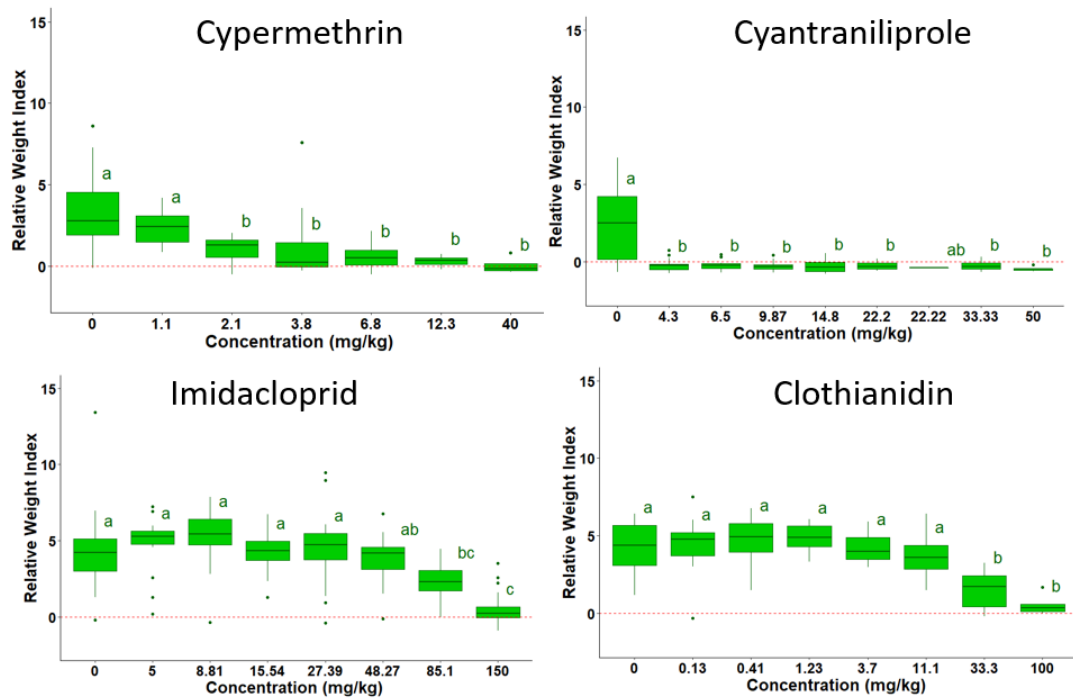 Cypermethrin
15
10
5
0
Relative Weight Index
a
a
b
b
b
b
b
0 1.1 2.1 3.8 6.8 12.3 40
Concentration (mg/kg)
Cyantraniliprole
15
10
5
0
Relative Weight Index
a
b
b
b
b
b
ab
b
b
0 4.3 6.5 9.87 14.8 22.2 22.22 33.33 50
Concentration (mg/kg)
Imidacloprid
15
10
5
0
Relative Weight Index
a
a
a
a
a
ab
bc
c
0 5 8.81 15.54 27.39 48.27 85.1 150
Concentration (mg/kg)
Clothianidin
15
10
5
0
Relative Weight Index
a
a
a
a
a
a
b
b
0 0.13 0.41 1.23 3.7 11.1 33.3 100
Concentration (mg/kg)